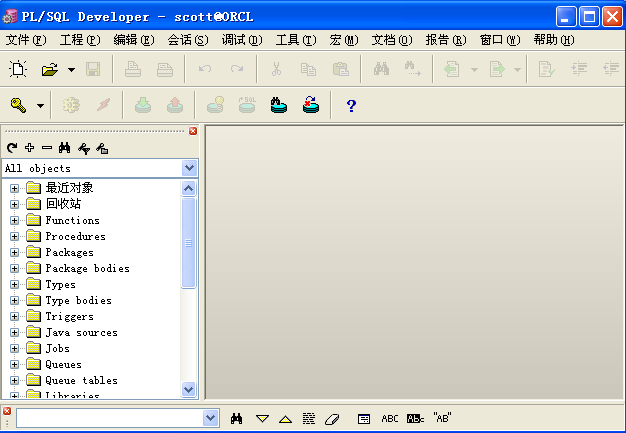 PL/SQL Developer - scott@ORCL
文件(F) 工程(P) 编辑(E) 会话(S) 调试(D) 工具(T) 宏(M) 文档(O) 报告(R) 窗口(W) 帮助(H)
SQL ?
All objects
最近对象
回收站
Functions
Procedures
Packages
Package bodies
Types
Type bodies
Triggers
Java sources
Jobs
Queues
Queue tables
Libraries
ABC ABc "AB"